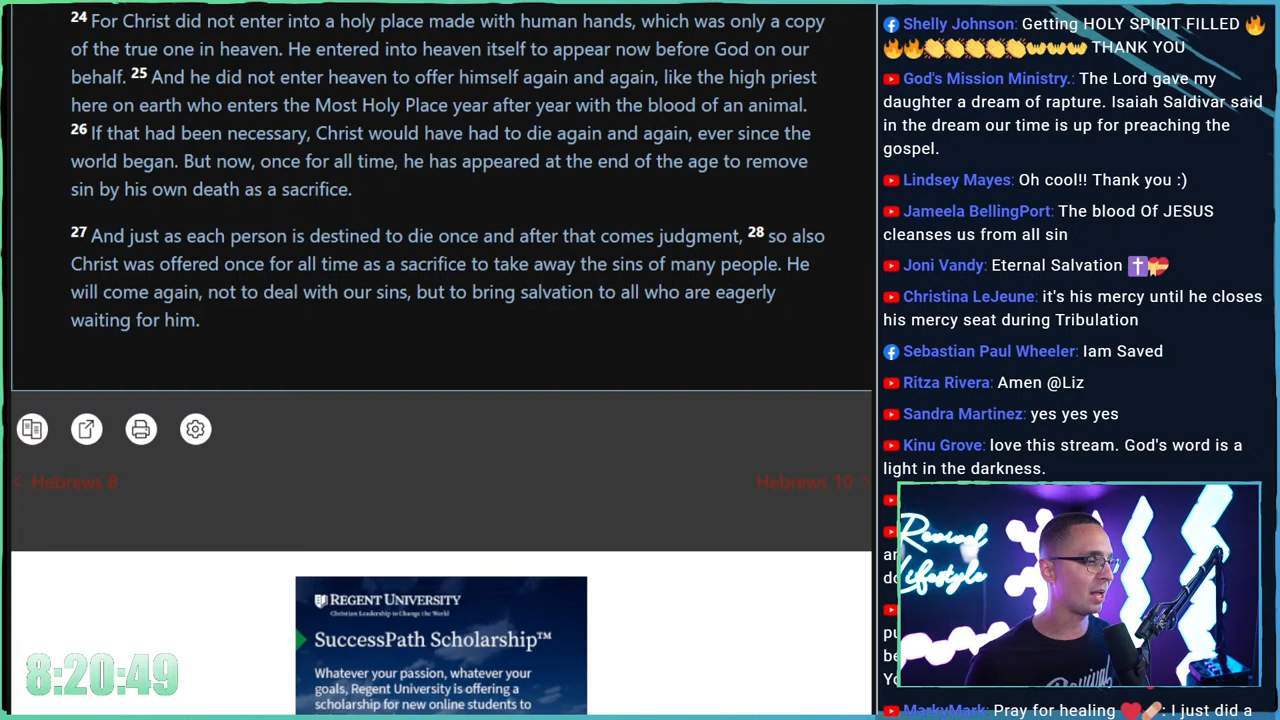 24 For Christ did not enter into a holy place made with human hands, which was only a copy
of the true one in heaven. He entered into heaven itself to appear now before God on our
behalf. 25 And he did not enter heaven to offer himself again and again, like the high priest
here on earth who enters the Most Holy Place year after year with the blood of an animal.
26 If that had been necessary, Christ would have had to die again and again, ever since the
world began. But now, once for all time, he has appeared at the end of the age to remove
sin by his own death as a sacrifice.
27 And just as each person is destined to die once and after that comes judgment, 28 so also
Christ was offered once for all time as a sacrifice to take away the sins of many people. He
will come again, not to deal with our sins, but to bring salvation to all who are eagerly
waiting for him.
< Hebrews 8
Hebrews 10 >
REGENT UNIVERSITY
Christian Leadership to Change the World
SuccessPath Scholarship™
Whatever your passion, whatever your
goals, Regent University is offering a
scholarship for new online students to
8:20:49
Shelly Johnson: Getting HOLY SPIRIT FILLED 🔥
🔥🔥👏👏👏👏👏👐👐👐 THANK YOU
God's Mission Ministry.: The Lord gave my
daughter a dream of rapture. Isaiah Saldivar said
in the dream our time is up for preaching the
gospel.
Lindsey Mayes: Oh cool!! Thank you :)
Jameela BellingPort: The blood Of JESUS
cleanses us from all sin
Joni Vandy: Eternal Salvation ✝️💝
Christina LeJeune: it's his mercy until he closes
his mercy seat during Tribulation
Sebastian Paul Wheeler: Iam Saved
Ritza Rivera: Amen @Liz
Sandra Martinez: yes yes yes
Kinu Grove: love this stream. God's word is a
light in the darkness.
Revival
Lifestyle
Revival
MarkyMark: Pray for healing ❤️🩹: I just did a